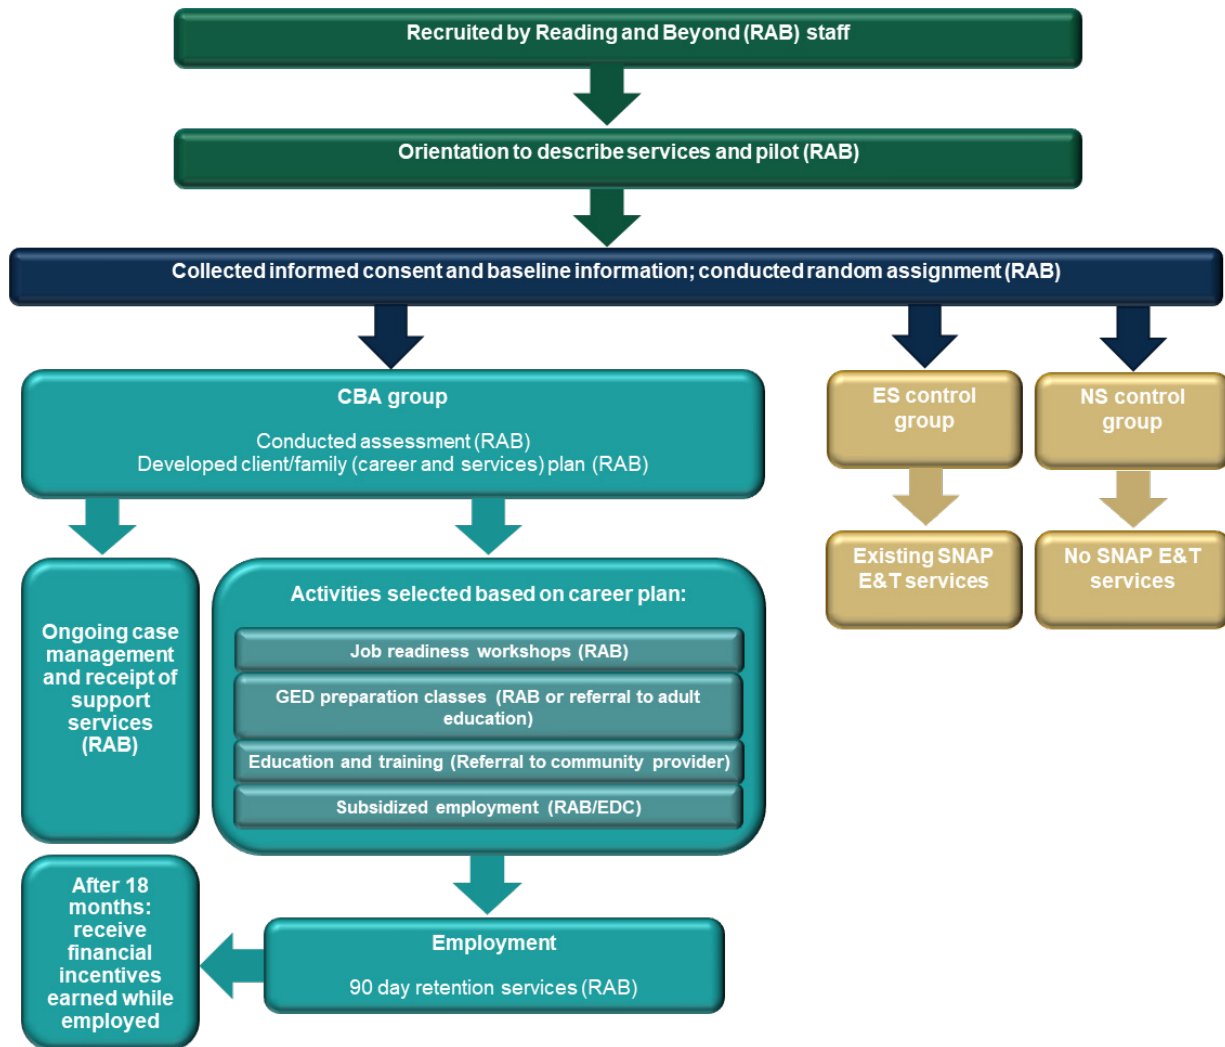 Recruited by Reading and Beyond (RAB) staff
Orientation to describe services and pilot (RAB)
Collected informed consent and baseline information; conducted random assignment (RAB)
CBA group
Conducted assessment (RAB)
Developed client/family (career and services) plan (RAB)
ES control
group
NS control
group
Existing SNAP
E&T services
No SNAP E&T
services
Ongoing case
management
and receipt of
support
services
(RAB)
Activities selected based on career plan:
Job readiness workshops (RAB)
GED preparation classes (RAB or referral to adult
education)
Education and training (Referral to community provider)
Subsidized employment (RAB/EDC)
After 18
months:
receive
financial
incentives
earned while
employed
Employment
90 day retention services (RAB)